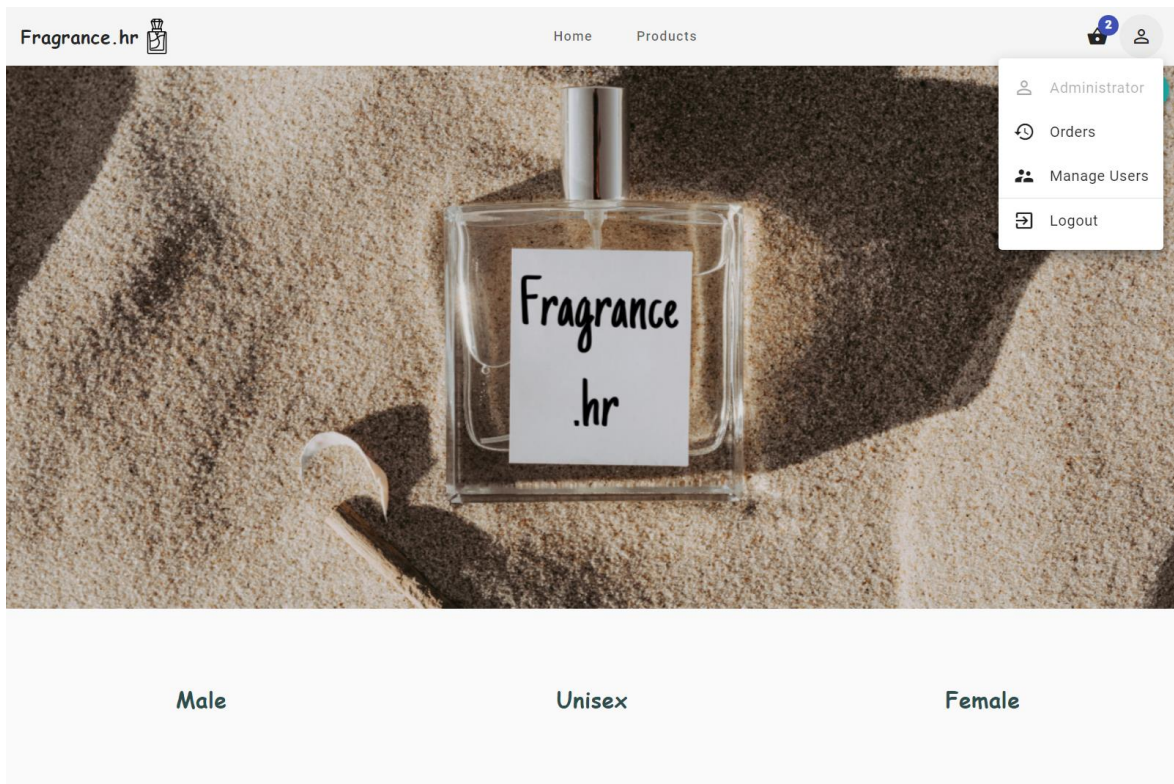 Fragrance.hr
Home
Products
2
Administrator
Orders
Manage Users
Logout
Fragrance
.hr
Male
Unisex
Female